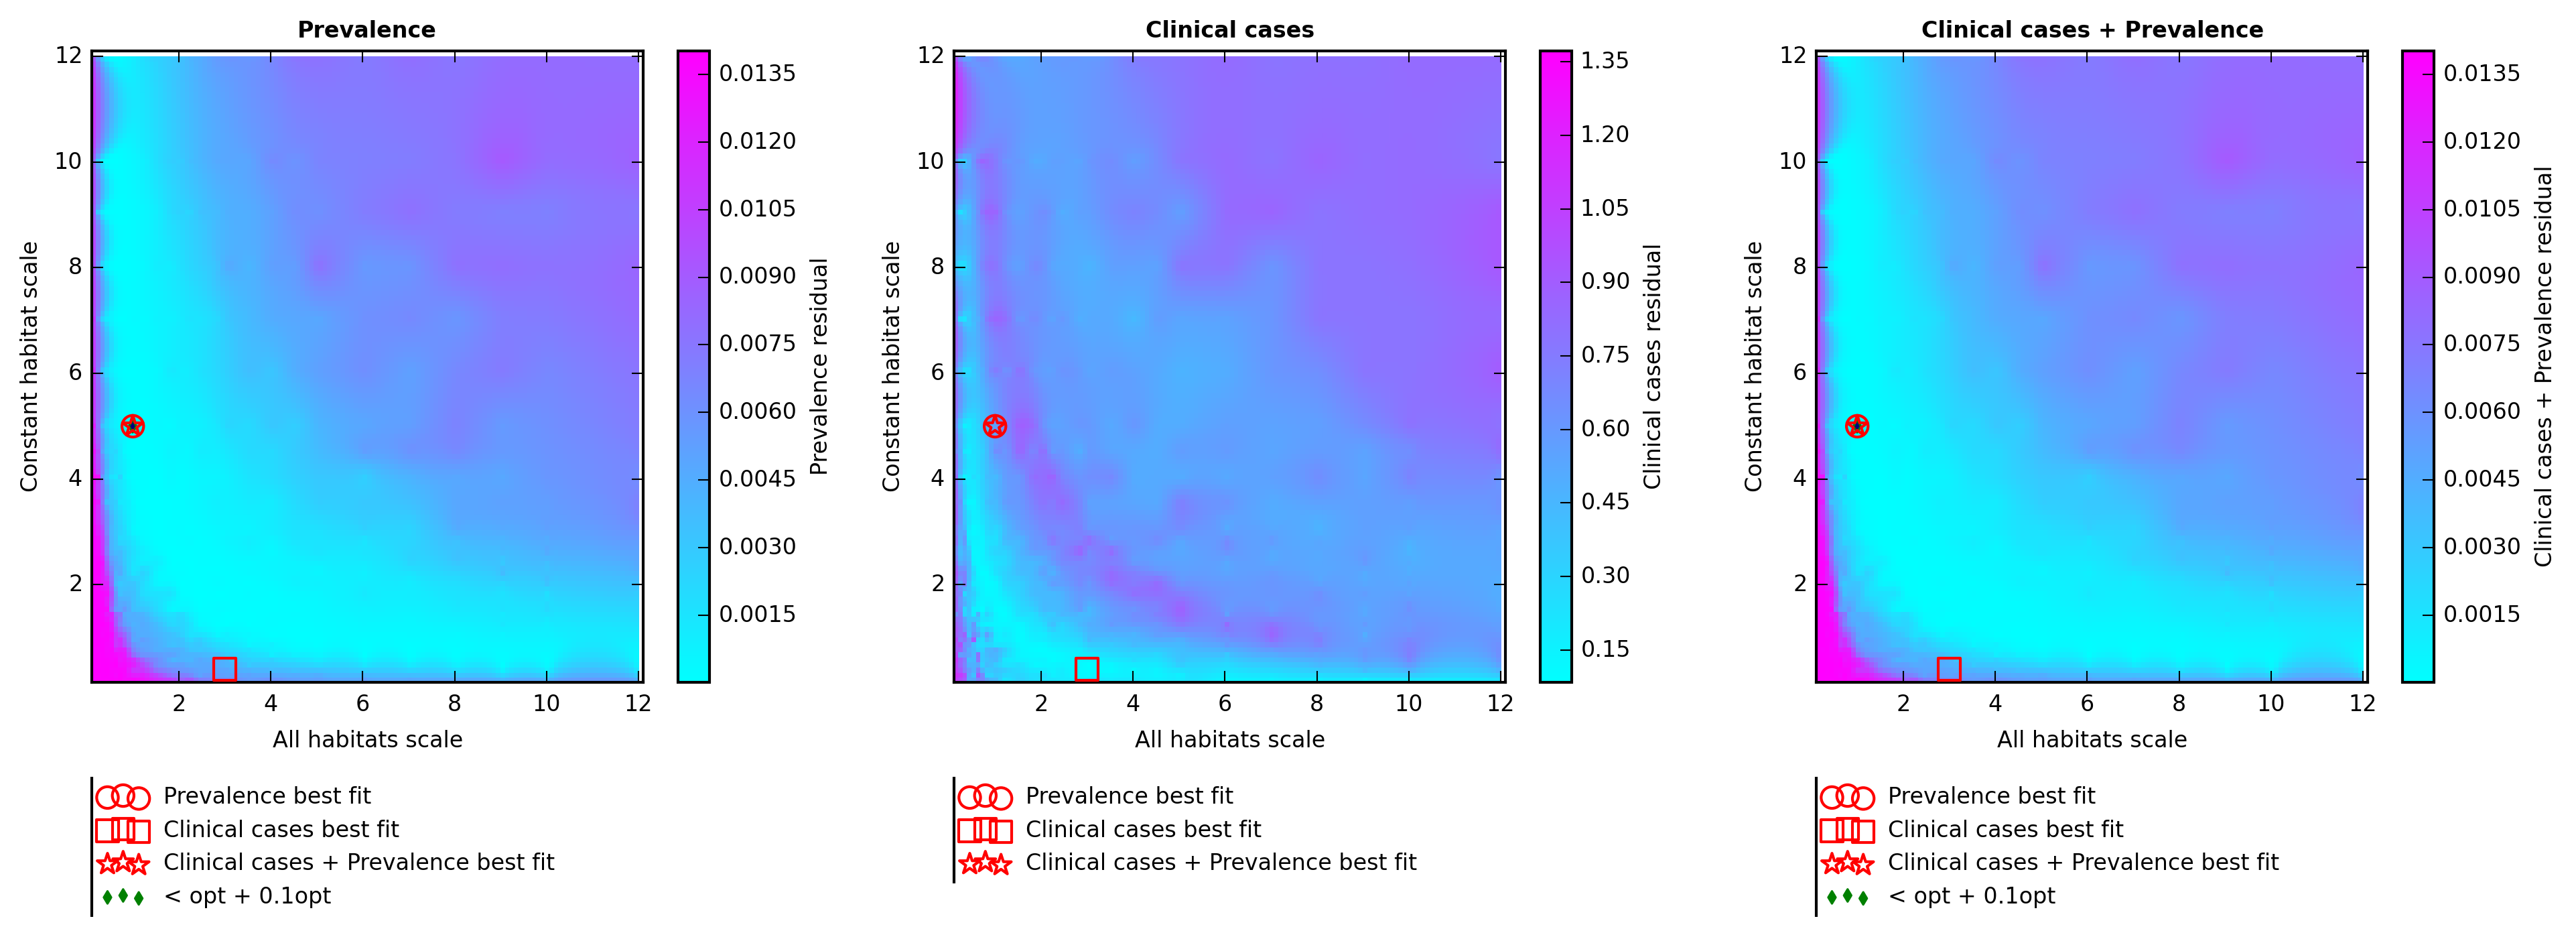 Prevalence
12
10
8
6
4
2
Constant habitat scale
2 4 6 8 10 12
All habitats scale
0.0135
0.0120
0.0105
0.0090
0.0075
0.0060
0.0045
0.0030
0.0015
Prevalence residual
Prevalence best fit
Clinical cases best fit
Clinical cases + Prevalence best fit
< opt + 0.1opt
Clinical cases
12
10
8
6
4
2
Constant habitat scale
2 4 6 8 10 12
All habitats scale
1.35
1.20
1.05
0.90
0.75
0.60
0.45
0.30
0.15
Clinical cases residual
Prevalence best fit
Clinical cases best fit
Clinical cases + Prevalence best fit
Clinical cases + Prevalence
12
10
8
6
4
2
Constant habitat scale
2 4 6 8 10 12
All habitats scale
0.0135
0.0120
0.0105
0.0090
0.0075
0.0060
0.0045
0.0030
0.0015
Clinical cases + Prevalence residual
Prevalence best fit
Clinical cases best fit
Clinical cases + Prevalence best fit
< opt + 0.1opt